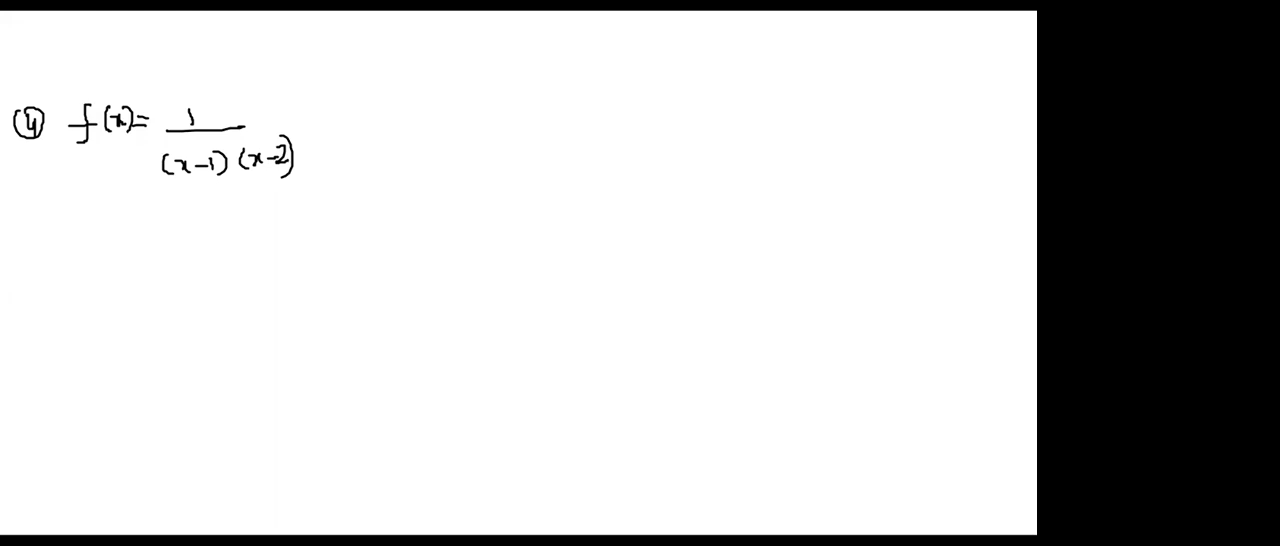 ④ f(x)= 1
(x-1) (x-2)